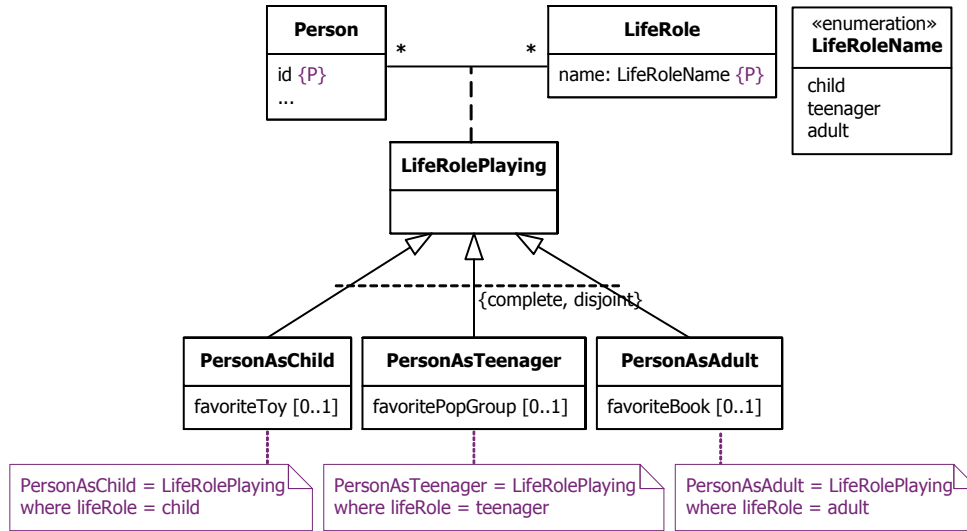 Person
id {P}
...
*
*
LifeRole
name: LifeRoleName {P}
«enumeration»
LifeRoleName
child
teenager
adult
LifeRolePlaying
{complete, disjoint}
PersonAsChild
favoriteToy [0..1]
PersonAsTeenager
favoritePopGroup [0..1]
PersonAsAdult
favoriteBook [0..1]
PersonAsChild = LifeRolePlaying
where lifeRole = child
PersonAsTeenager = LifeRolePlaying
where lifeRole = teenager
PersonAsAdult = LifeRolePlaying
where lifeRole = adult